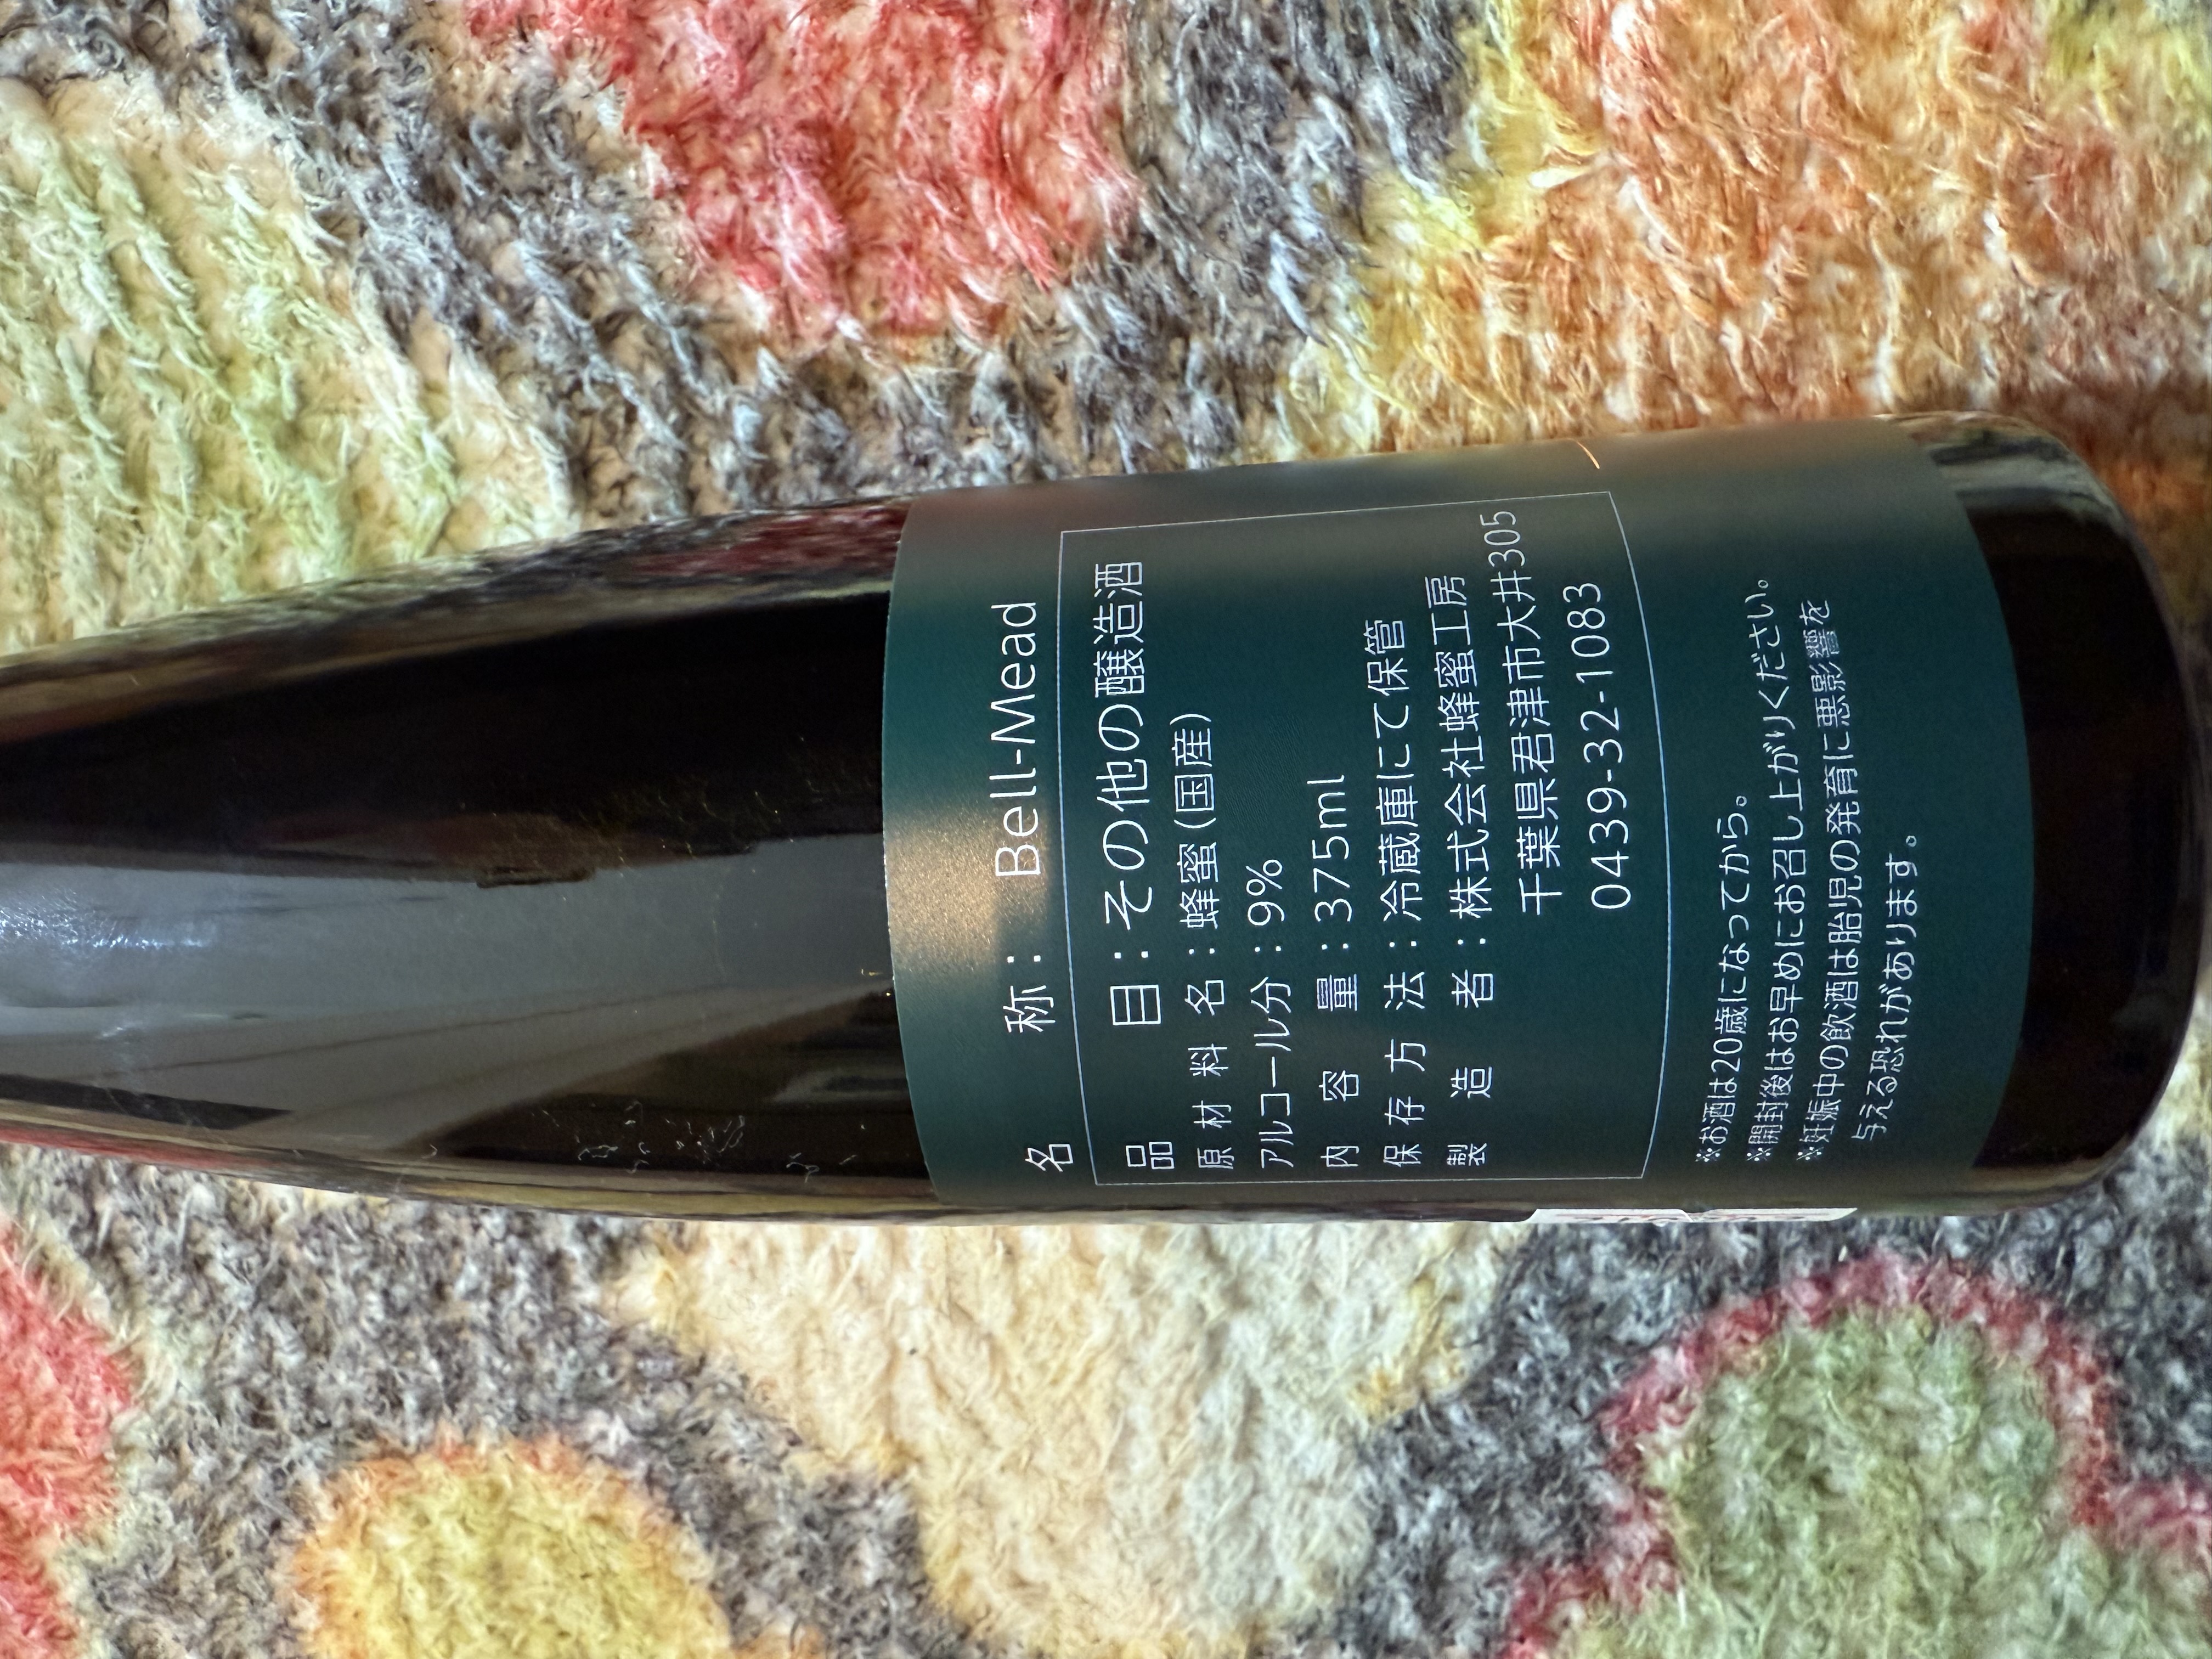 名　称：　Bell-Mead
品　目：その他の醸造酒
原材料名：蜂蜜(国産)
アルコール分：9%
内容量：375ml
保存方法：冷蔵庫にて保管
製造者：株式会社蜂蜜工房
千葉県君津市大井305
0439-32-1083
※お酒は20歳になってから。
※開封後はお早めにお召し上がりください。
※妊娠中の飲酒は胎児の発育に悪影響を
与える恐れがあります。